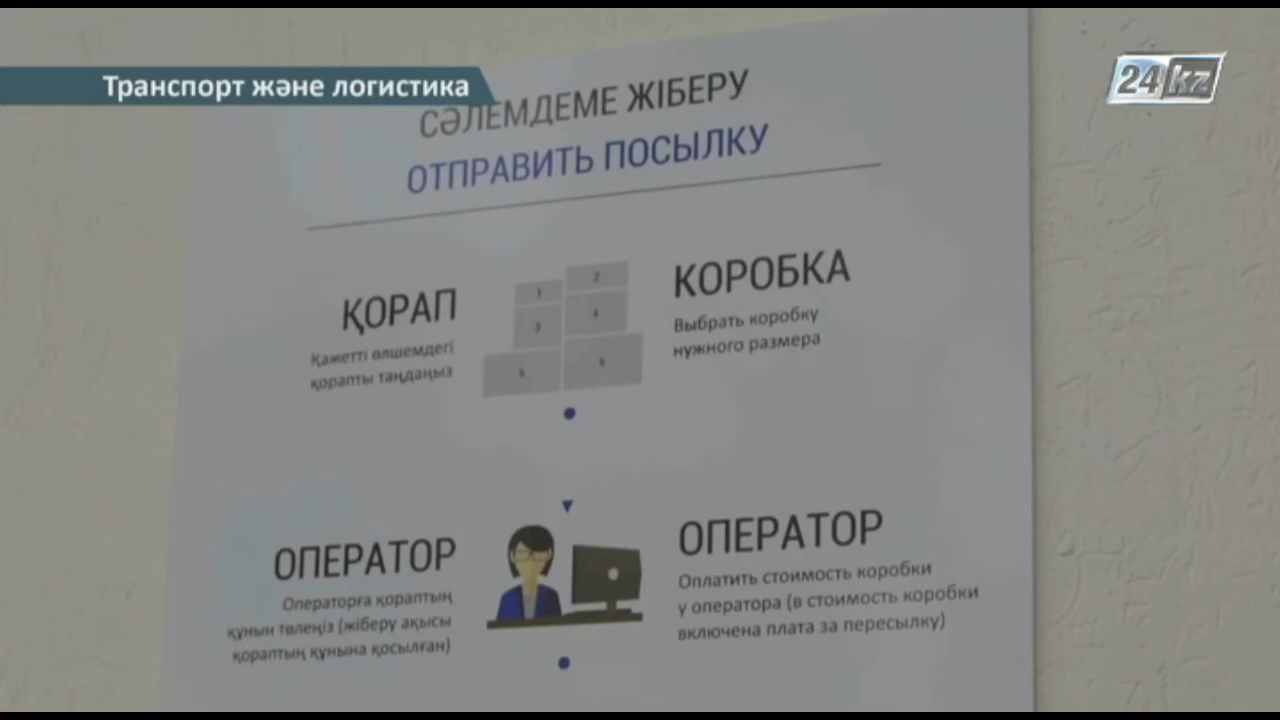 Транспорт және логистика
24kz
СӘЛЕМДЕМЕ ЖІБЕРУ
ОТПРАВИТЬ ПОСЫЛКУ
ҚОРАП
Қажетті өлшемдегі
қорапты таңдаңыз
1
2
3
4
5
6
КОРОБКА
Выбрать коробку
нужного размера
ОПЕРАТОР
Операторға қораптың
құнын төлеңіз (жіберу ақысы
қораптың құнына қосылған)
ОПЕРАТОР
Оплатить стоимость коробки
у оператора (в стоимость коробки
включена плата за пересылку)